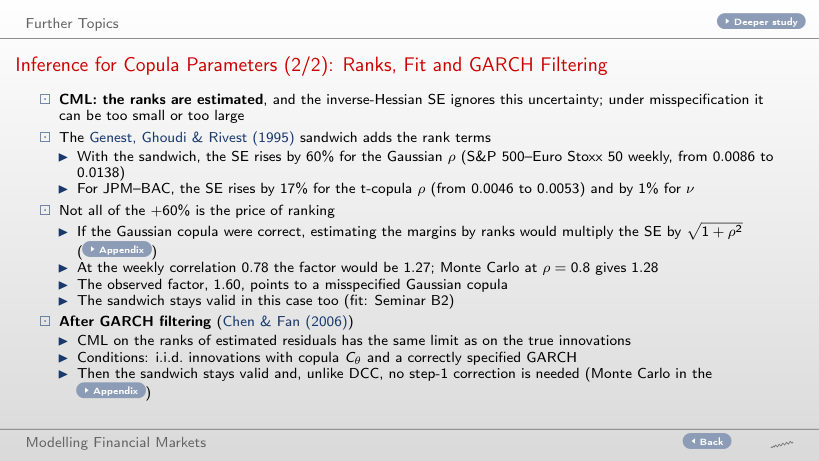 Further Topics
Deeper study
Inference for Copula Parameters (2/2): Ranks, Fit and GARCH Filtering
CML: the ranks are estimated, and the inverse-Hessian SE ignores this uncertainty; under misspecification it
can be too small or too large
The Genest, Ghoudi & Rivest (1995) sandwich adds the rank terms
With the sandwich, the SE rises by 60% for the Gaussian ρ (S&P 500–Euro Stoxx 50 weekly, from 0.0086 to
0.0138)
For JPM–BAC, the SE rises by 17% for the t-copula ρ (from 0.0046 to 0.0053) and by 1% for ν
Not all of the +60% is the price of ranking
If the Gaussian copula were correct, estimating the margins by ranks would multiply the SE by √(1 + ρ²)
( Appendix )
At the weekly correlation 0.78 the factor would be 1.27; Monte Carlo at ρ = 0.8 gives 1.28
The observed factor, 1.60, points to a misspecified Gaussian copula
The sandwich stays valid in this case too (fit: Seminar B2)
After GARCH filtering (Chen & Fan (2006))
CML on the ranks of estimated residuals has the same limit as on the true innovations
Conditions: i.i.d. innovations with copula C_θ and a correctly specified GARCH
Then the sandwich stays valid and, unlike DCC, no step-1 correction is needed (Monte Carlo in the
Appendix )
Modelling Financial Markets
Back